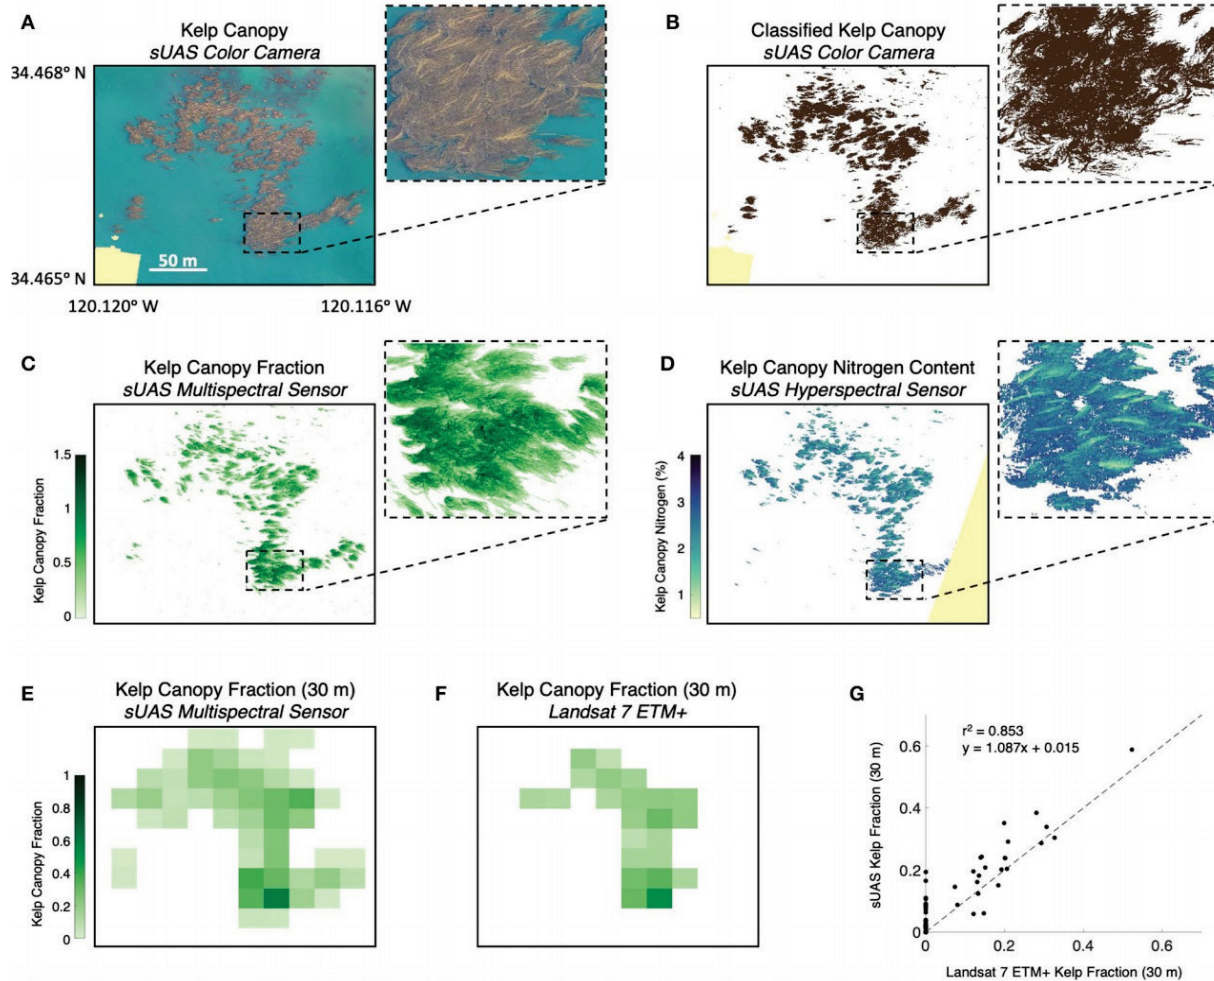 A
Kelp Canopy
sUAS Color Camera
34.468° N
34.465° N
50 m
120.120° W
120.116° W
B
Classified Kelp Canopy
sUAS Color Camera
C
Kelp Canopy Fraction
sUAS Multispectral Sensor
Kelp Canopy Fraction
1.5
1
0.5
0
D
Kelp Canopy Nitrogen Content
sUAS Hyperspectral Sensor
Kelp Canopy Nitrogen (%)
4
3
2
1
E
Kelp Canopy Fraction (30 m)
sUAS Multispectral Sensor
Kelp Canopy Fraction
1
0.8
0.6
0.4
0.2
0
F
Kelp Canopy Fraction (30 m)
Landsat 7 ETM+
G
r² = 0.853
y = 1.087x + 0.015
sUAS Kelp Fraction (30 m)
0.6
0.4
0.2
0
0
0.2
0.4
0.6
Landsat 7 ETM+ Kelp Fraction (30 m)